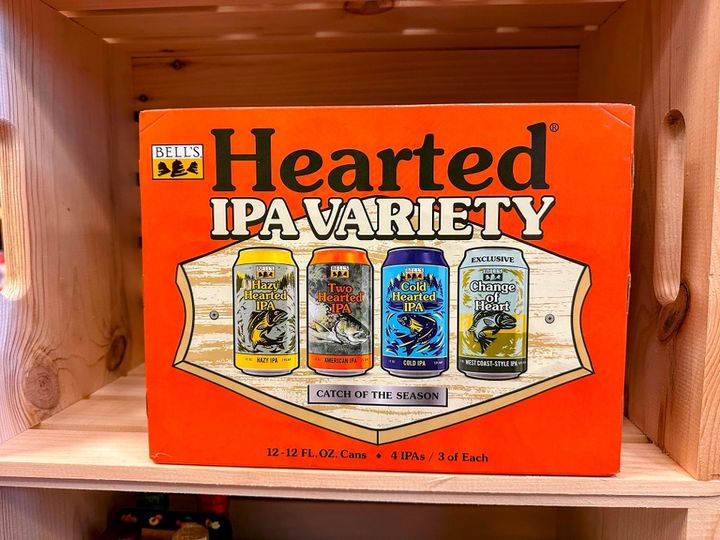 BELL'S
Hearted®
IPA VARIETY
BELL'S
Hazy
Hearted
IPA
HAZY IPA
BELL'S
Two
Hearted
IPA
AMERICAN IPA
BELL'S
Cold
Hearted
IPA
COLD IPA
EXCLUSIVE
BELL'S
Change
of
Heart
WEST COAST-STYLE IPA
CATCH OF THE SEASON
12-12 FL. OZ. Cans ♦ 4 IPAs / 3 of Each